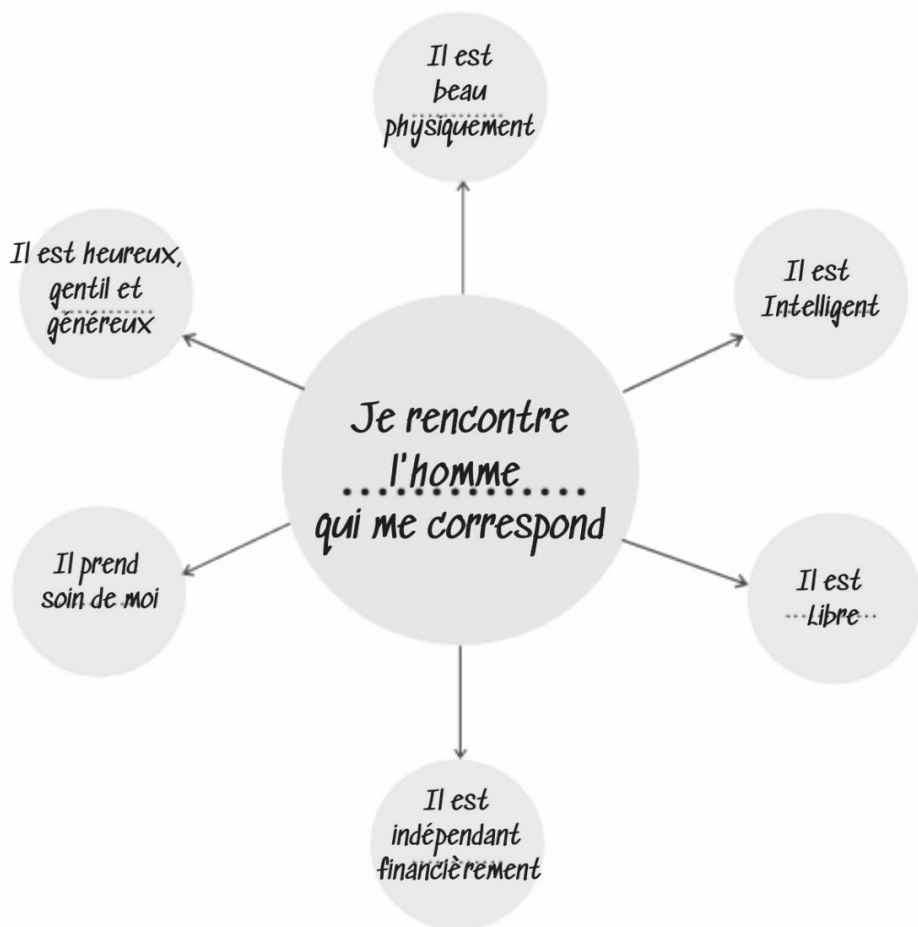 Il est
beau
physiquement
Il est heureux,
gentil et
généreux
Il est
Intelligent
Je rencontre
l'homme
qui me correspond
Il prend
soin de moi
Il est
Libre
Il est
indépendant
financièrement